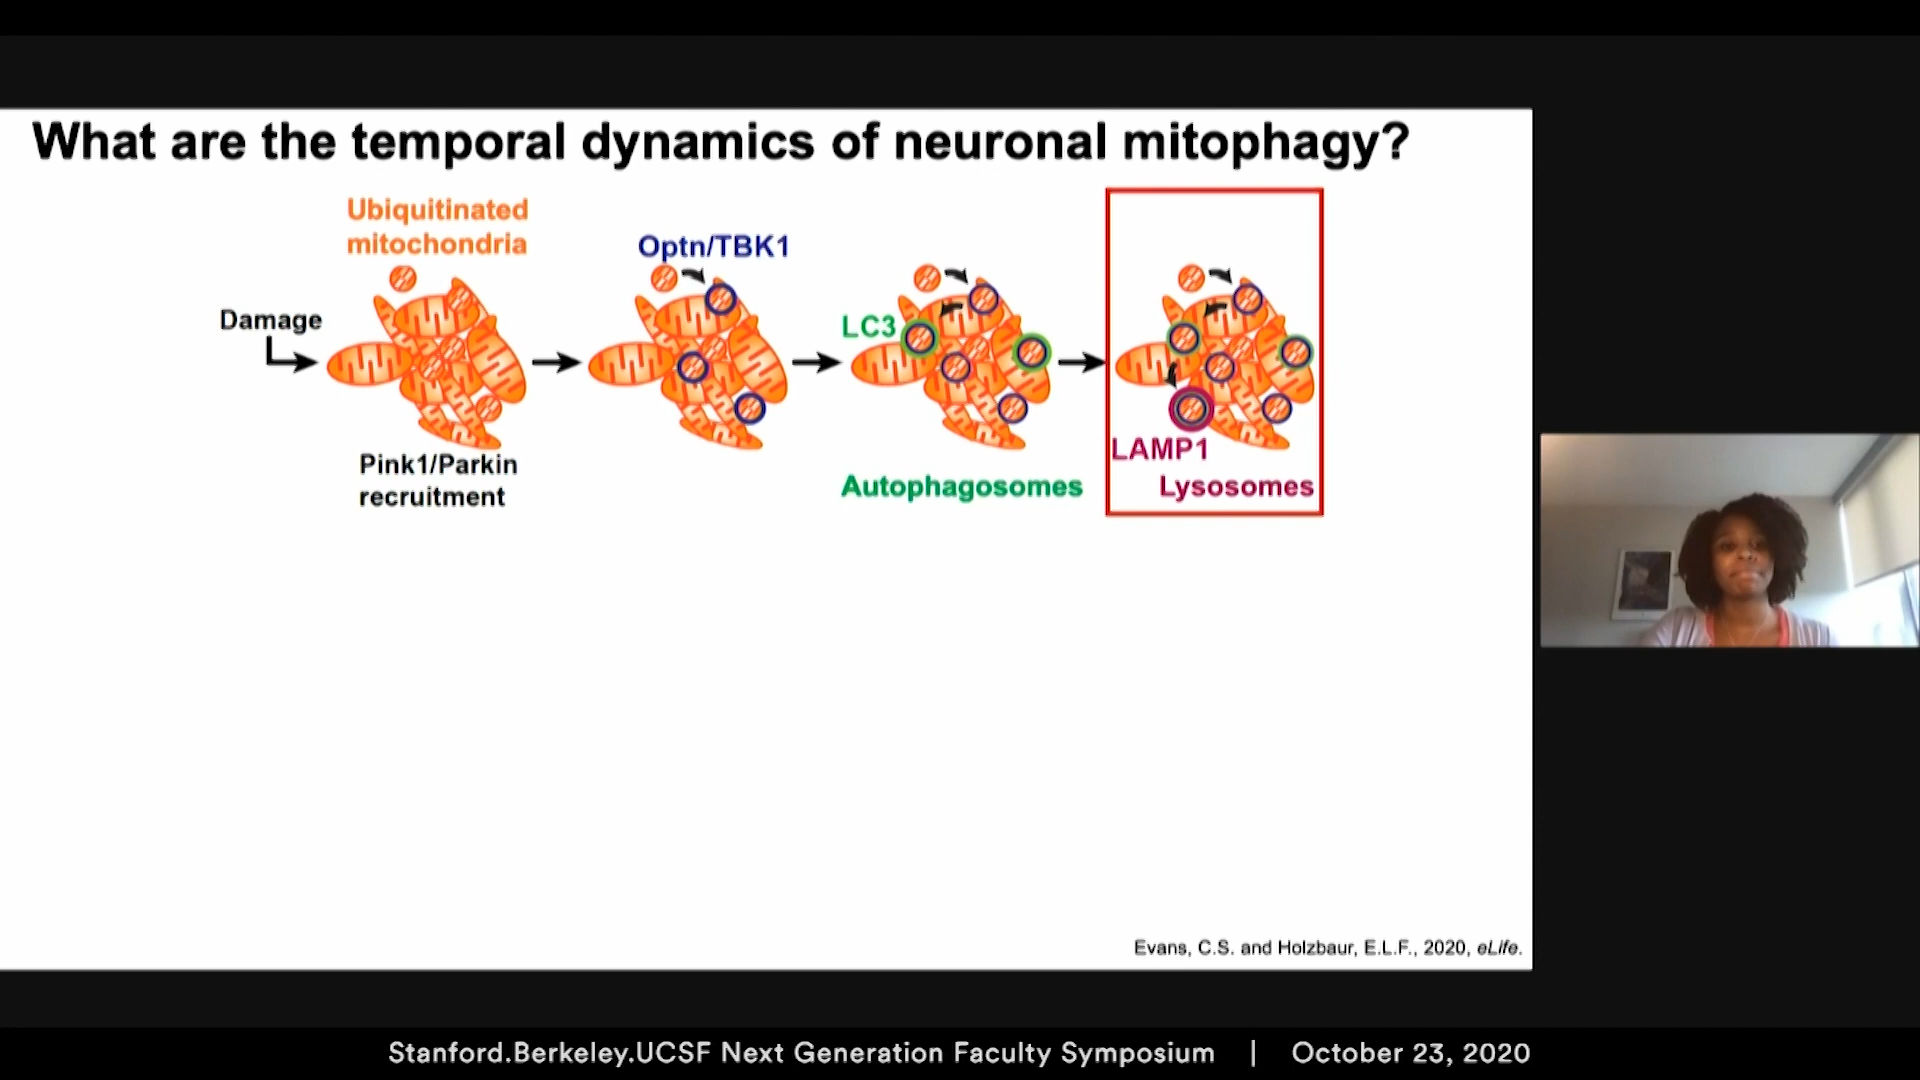 What are the temporal dynamics of neuronal mitophagy?
Ubiquitinated
mitochondria
Optn/TBK1
Damage
LC3
LAMP1
Pink1/Parkin
recruitment
Autophagosomes
Lysosomes
Evans, C.S. and Holzbaur, E.L.F., 2020, eLife.
Stanford.Berkeley.UCSF Next Generation Faculty Symposium | October 23, 2020